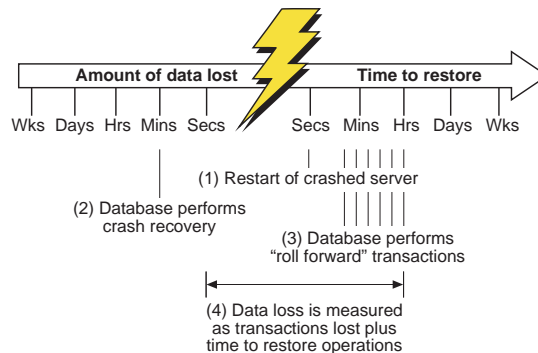 Amount of data lost Time to restore
Wks Days Hrs Mins Secs Secs Mins Hrs Days Wks
(1) Restart of crashed server
(2) Database performs
crash recovery
(3) Database performs
“roll forward” transactions
(4) Data loss is measured
as transactions lost plus
time to restore operations